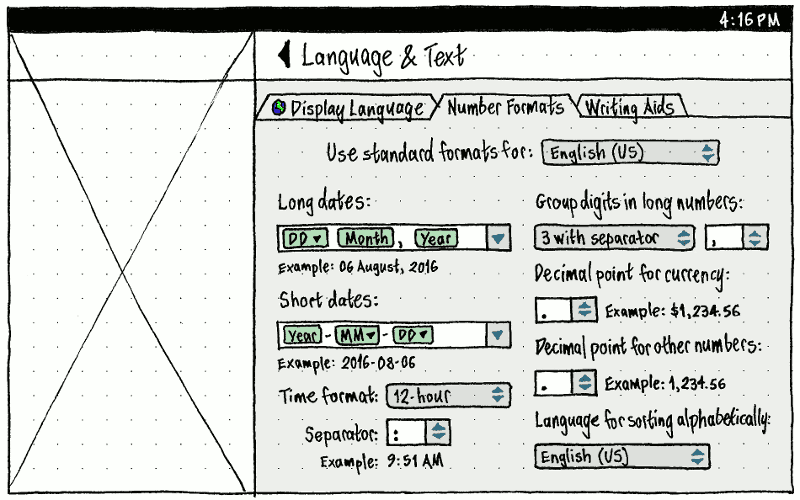 4:16 PM
Language & Text
Display Language Number Formats Writing Aids
Use standard formats for: English (US)
Long dates:
DD Month, Year
Example: 06 August, 2016
Short dates:
Year - MM - DD
Example: 2016-08-06
Time format: 12-hour
Separator: :
Example: 9:51 AM
Group digits in long numbers:
3 with separator ,
Decimal point for currency:
. Example: $1,234.56
Decimal point for other numbers:
. Example: 1,234.56
Language for sorting alphabetically:
English (US)